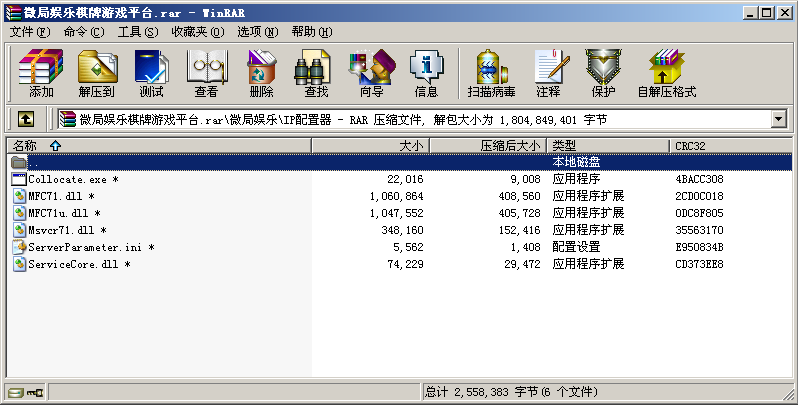 微局娱乐棋牌游戏平台.rar - WinRAR
文件(F) 命令(C) 工具(S) 收藏夹(O) 选项(N) 帮助(H)
添加 解压到 测试 查看 删除 查找 向导 信息 扫描病毒 注释 保护 自解压格式
微局娱乐棋牌游戏平台.rar\微局娱乐\IP配置器 - RAR 压缩文件, 解包大小为 1,804,849,401 字节
名称 大小 压缩后大小 类型 CRC32
.. 本地磁盘
Collocate.exe * 22,016 9,008 应用程序 4BACC308
MFC71.dll * 1,060,864 408,560 应用程序扩展 2CD0C018
MFC71u.dll * 1,047,552 405,728 应用程序扩展 0DC8F805
Msvcr71.dll * 348,160 152,416 应用程序扩展 35563170
ServerParameter.ini * 5,562 1,408 配置设置 E950834B
ServiceCore.dll * 74,229 29,472 应用程序扩展 CD373EE8
总计 2,558,383 字节(6 个文件)